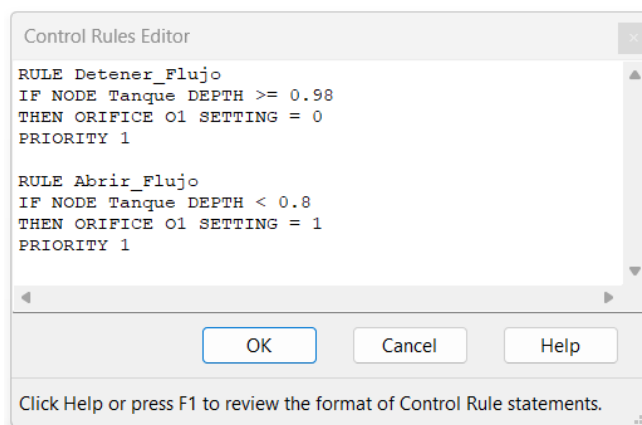 Control Rules Editor
RULE Detener_Flujo
IF NODE Tanque DEPTH >= 0.98
THEN ORIFICE O1 SETTING = 0
PRIORITY 1
RULE Abrir_Flujo
IF NODE Tanque DEPTH < 0.8
THEN ORIFICE O1 SETTING = 1
PRIORITY 1
OK Cancel Help
Click Help or press F1 to review the format of Control Rule statements.